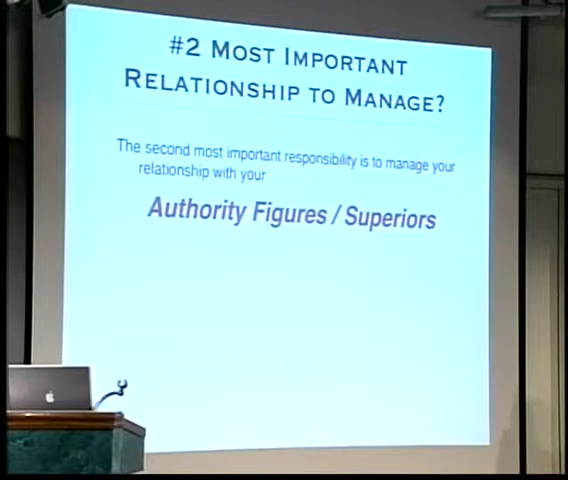 #2 Most Important
Relationship to Manage?
The second most important responsibility is to manage your
relationship with your
Authority Figures / Superiors